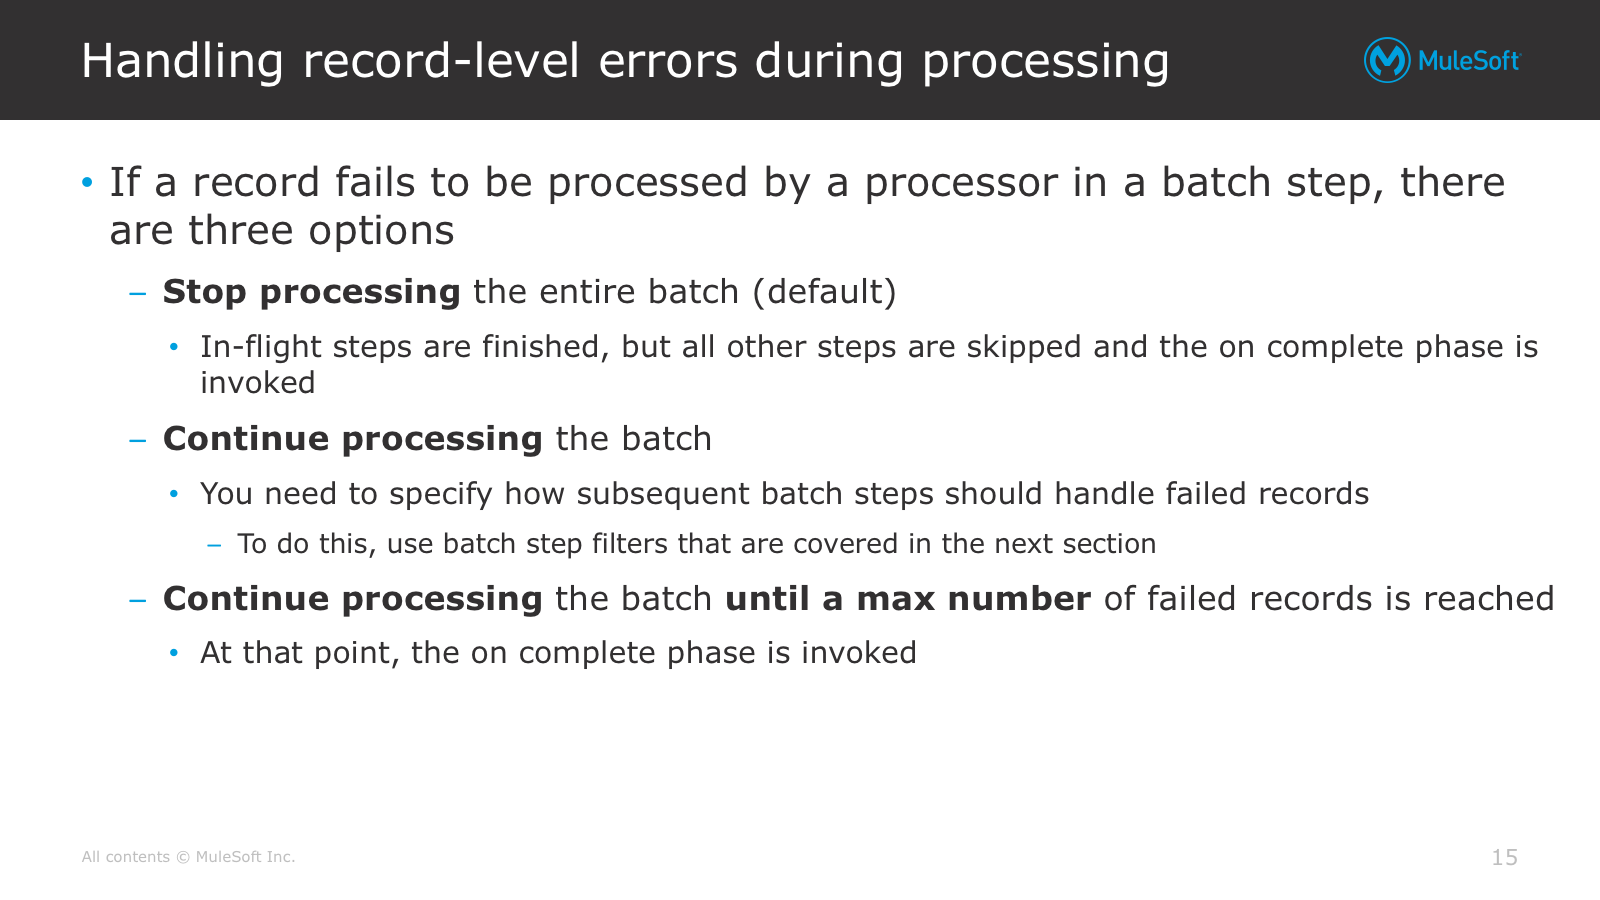 Handling record-level errors during processing
MuleSoft
• If a record fails to be processed by a processor in a batch step, there
are three options
– Stop processing the entire batch (default)
• In-flight steps are finished, but all other steps are skipped and the on complete phase is
invoked
– Continue processing the batch
• You need to specify how subsequent batch steps should handle failed records
– To do this, use batch step filters that are covered in the next section
– Continue processing the batch until a max number of failed records is reached
• At that point, the on complete phase is invoked
All contents © MuleSoft Inc.
15